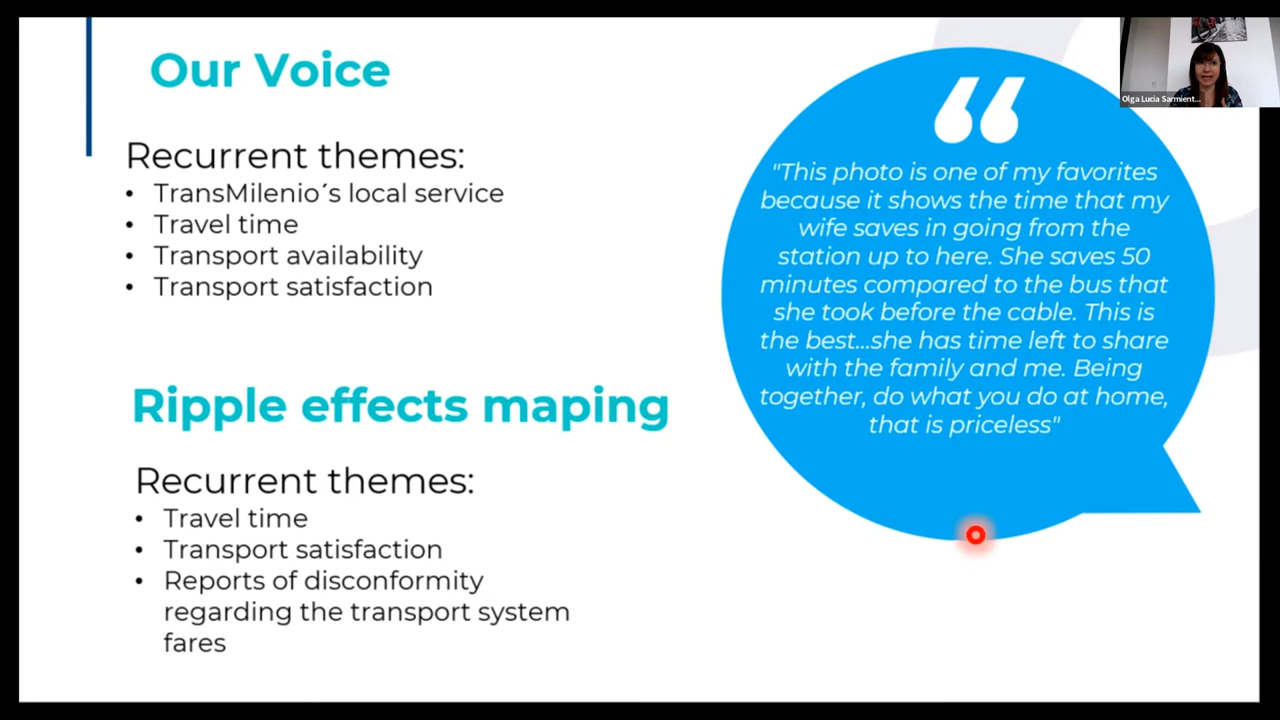 Our Voice
Recurrent themes:
• TransMilenio´s local service
• Travel time
• Transport availability
• Transport satisfaction
Ripple effects maping
Recurrent themes:
• Travel time
• Transport satisfaction
• Reports of disconformity
regarding the transport system
fares
“
"This photo is one of my favorites
because it shows the time that my
wife saves in going from the
station up to here. She saves 50
minutes compared to the bus that
she took before the cable. This is
the best...she has time left to share
with the family and me. Being
together, do what you do at home,
that is priceless"
Olga Lucia Sarmient...